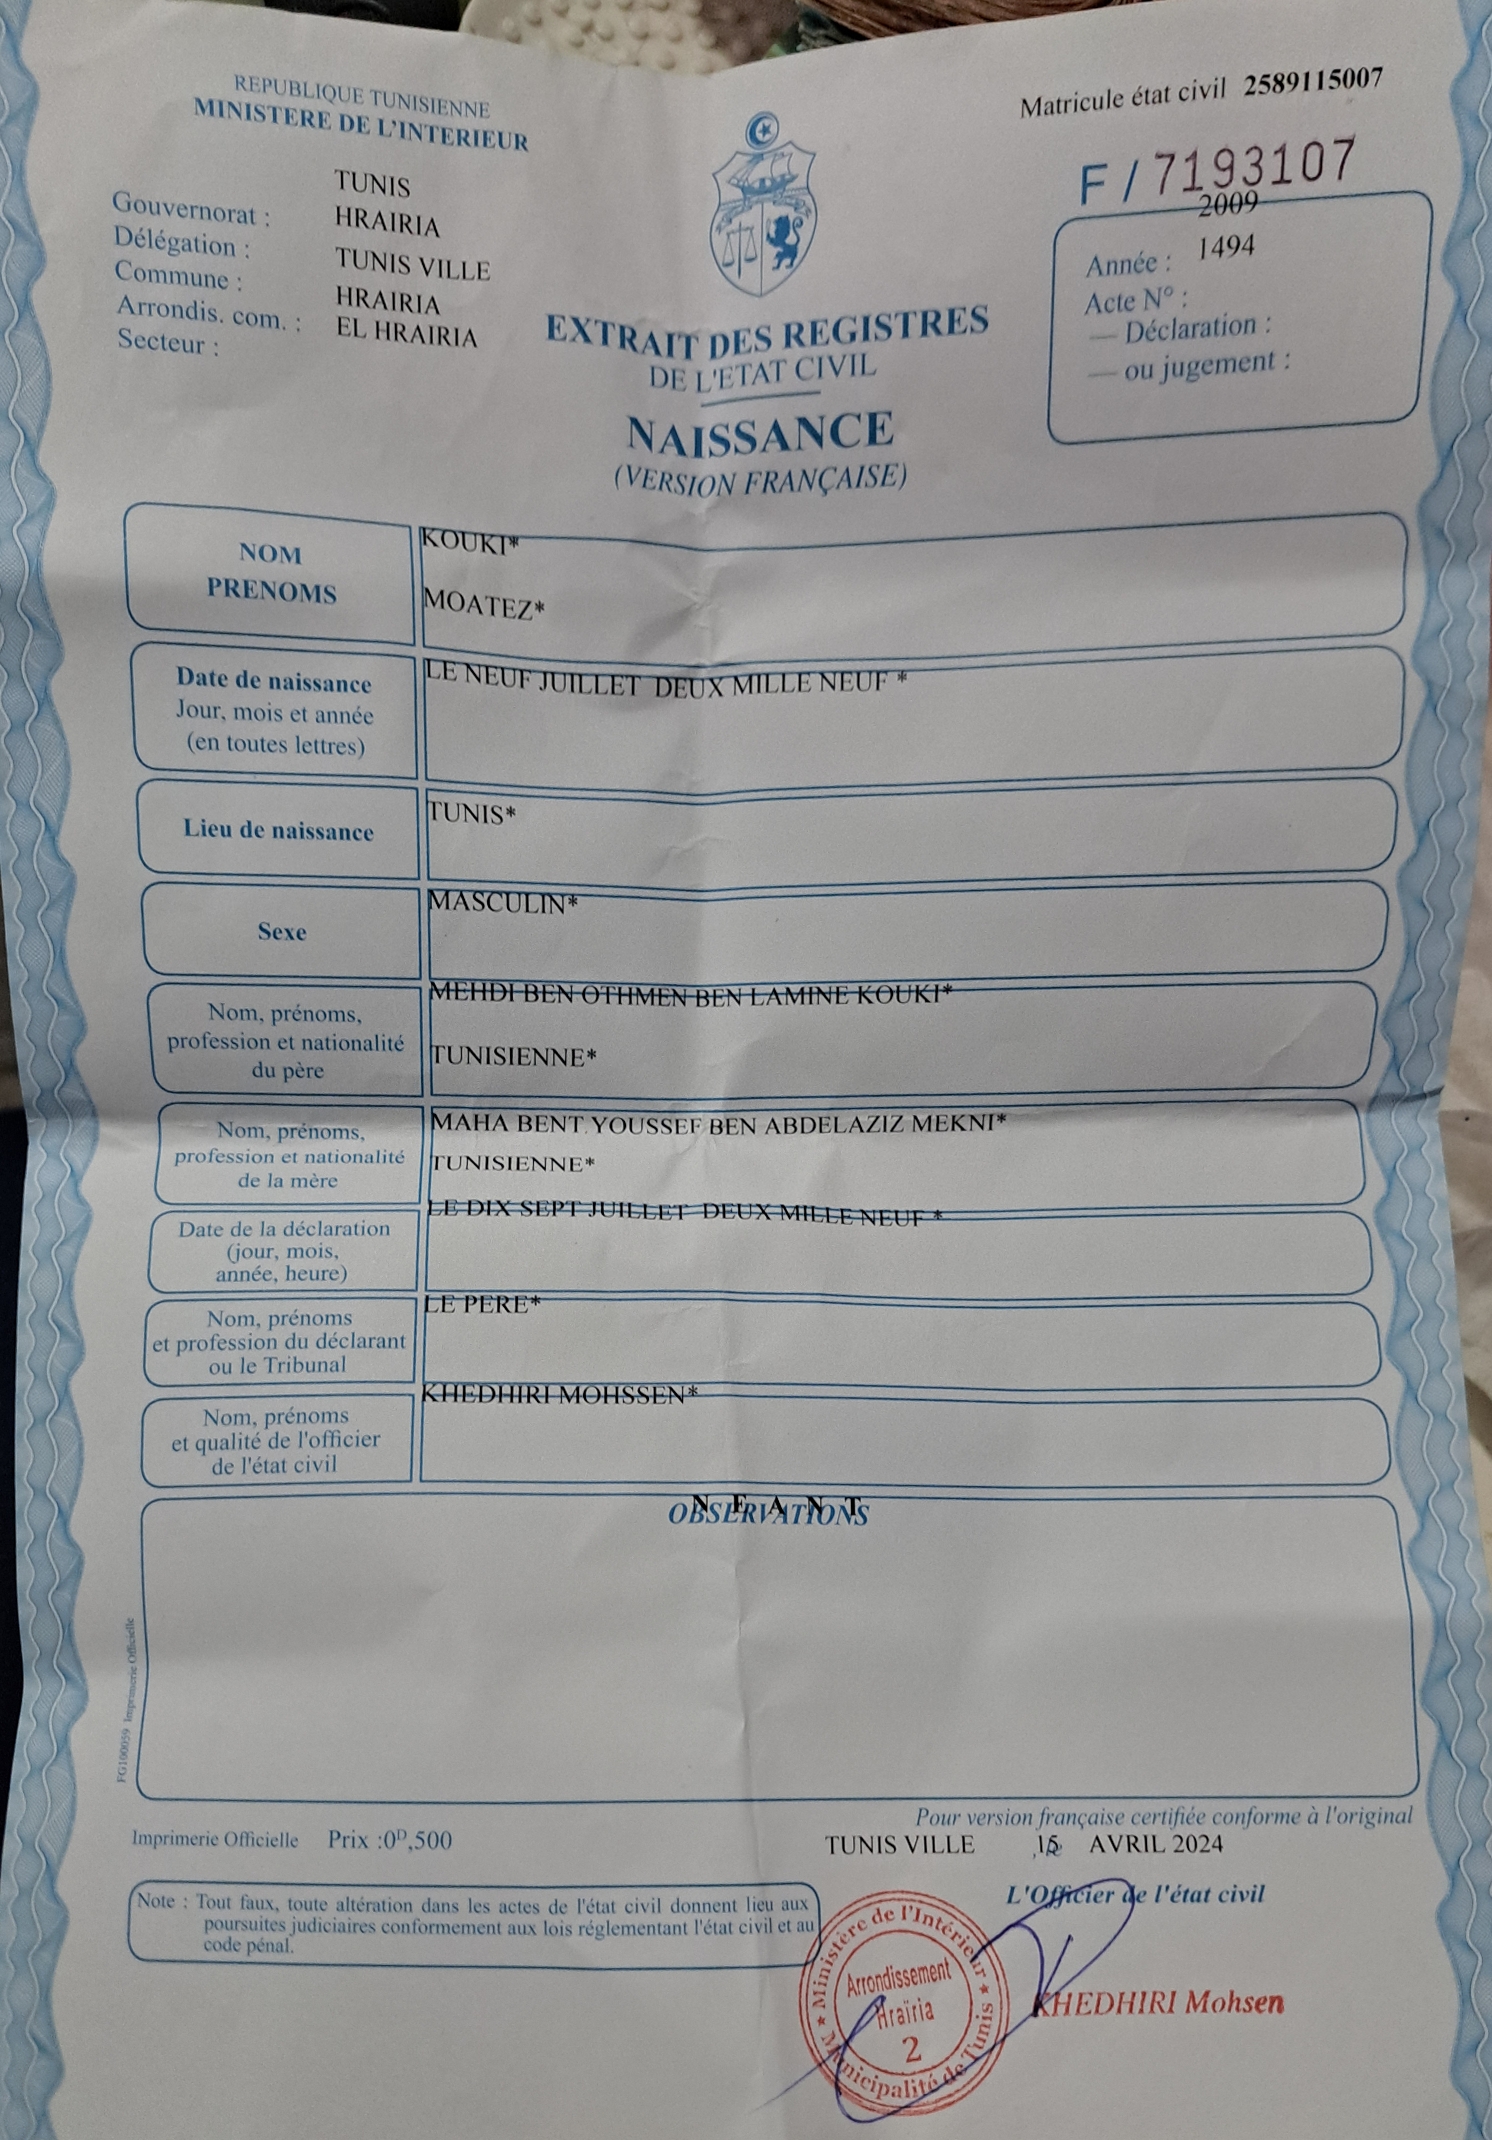 REPUBLIQUE TUNISIENNE
MINISTERE DE L'INTERIEUR
Matricule état civil 2589115007
F / 7193107
Gouvernorat : TUNIS
Délégation : HRAIRIA
Commune : TUNIS VILLE
Arrondis. com. : HRAIRIA
Secteur : EL HRAIRIA
2009
Année : 1494
Acte N° :
— Déclaration :
— ou jugement :
EXTRAIT DES REGISTRES
DE L'ETAT CIVIL
NAISSANCE
(VERSION FRANÇAISE)
NOM KOUKI*
PRENOMS MOATEZ*
Date de naissance LE NEUF JUILLET DEUX MILLE NEUF *
Jour, mois et année
(en toutes lettres)
Lieu de naissance TUNIS*
Sexe MASCULIN*
Nom, prénoms, MEHDI BEN OTHMEN BEN LAMINE KOUKI*
profession et nationalité TUNISIENNE*
du père
Nom, prénoms, MAHA BENT YOUSSEF BEN ABDELAZIZ MEKNI*
profession et nationalité TUNISIENNE*
de la mère
Date de la déclaration LE DIX SEPT JUILLET DEUX MILLE NEUF *
(jour, mois,
année, heure)
Nom, prénoms LE PERE*
et profession du déclarant
ou le Tribunal
Nom, prénoms KHEDHIRI MOHSSEN*
et qualité de l'officier
de l'état civil
OBSERVATIONS
N E A N T
FG100059 Imprimerie Officielle
Pour version française certifiée conforme à l'original
Imprimerie Officielle Prix :0D,500
TUNIS VILLE AVRIL 2024
L'Officier de l'état civil
Note : Tout faux, toute altération dans les actes de l'état civil donnent lieu aux
poursuites judiciaires conformement aux lois réglementant l'état civil et au
code pénal.
Ministère de l'Intérieur
Arrondissement
Hraïria
2
Municipalité de Tunis
KHEDHIRI Mohsen